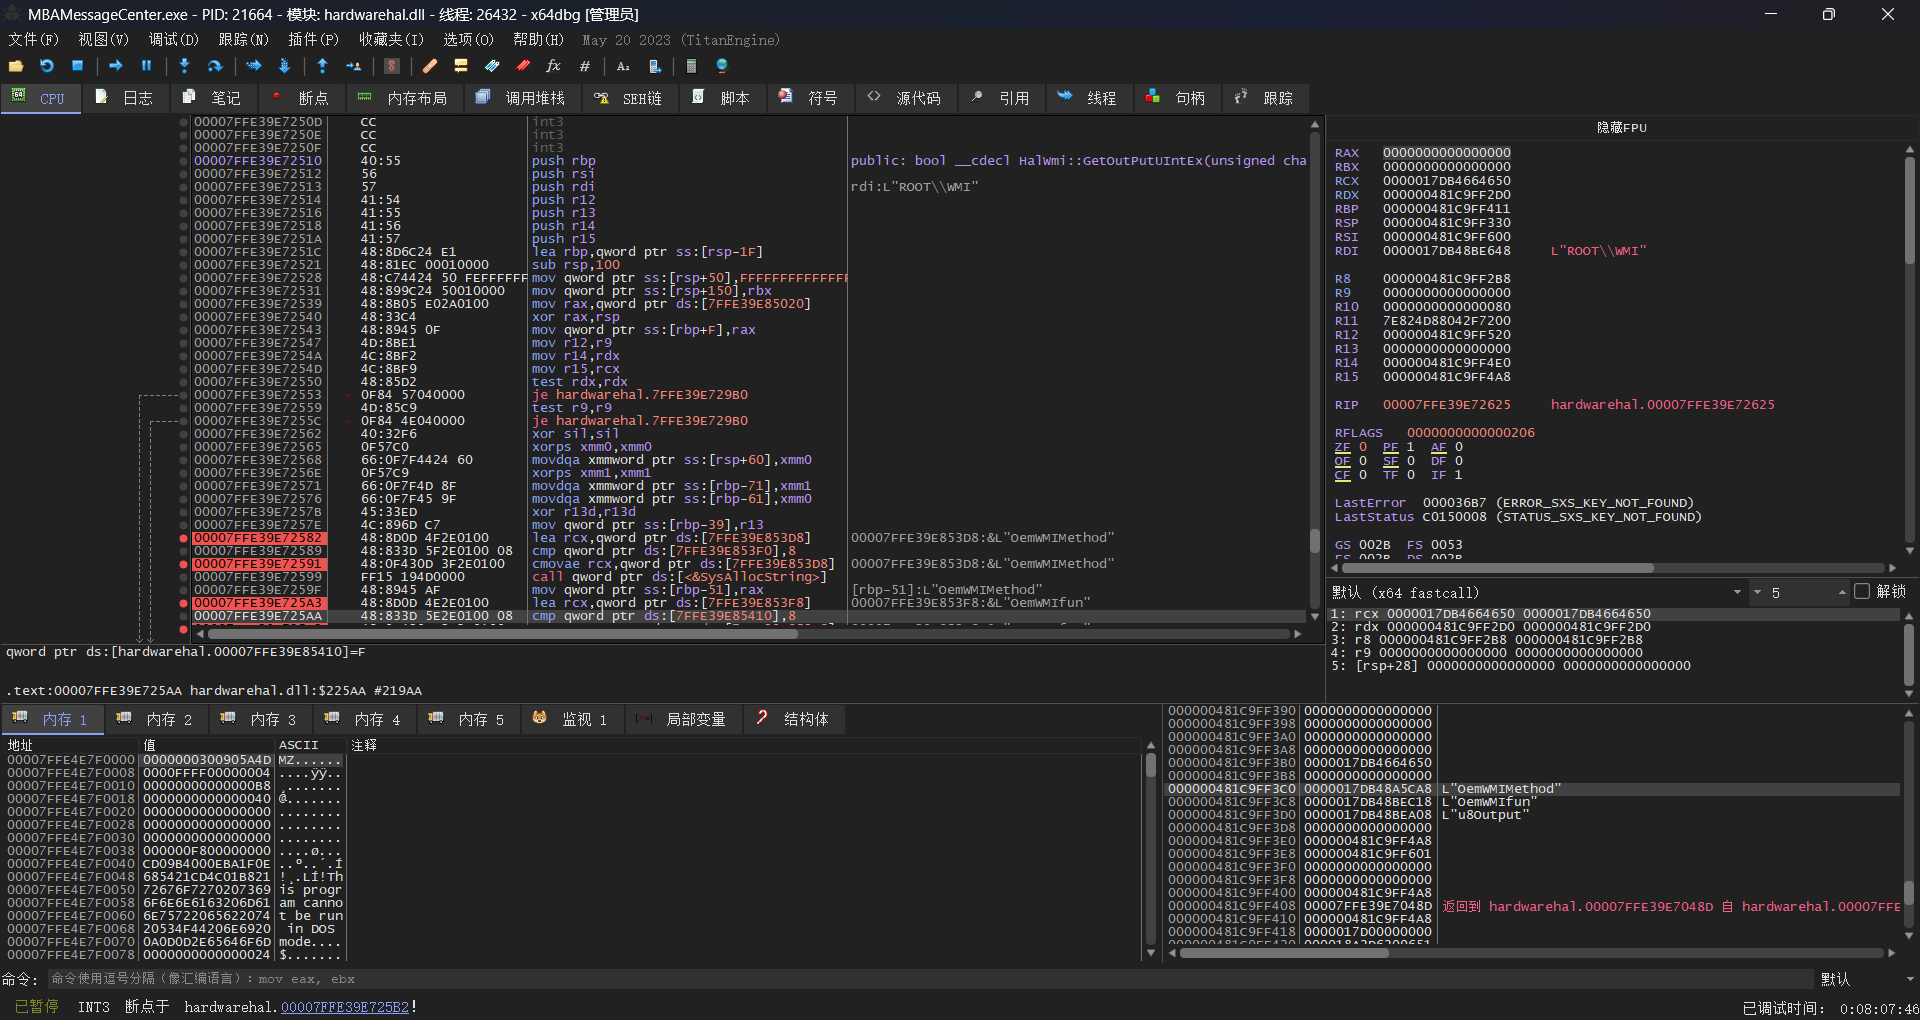 MBAMessageCenter.exe - PID: 21664 - 模块: hardwarehal.dll - 线程: 26432 - x64dbg [管理员]
文件(F) 视图(V) 调试(D) 跟踪(N) 插件(P) 收藏夹(I) 选项(O) 帮助(H) May 20 2023 (TitanEngine)
CPU 日志 笔记 断点 内存布局 调用堆栈 SEH链 脚本 符号 源代码 引用 线程 句柄 跟踪
00007FFE39E7250D CC int3
00007FFE39E7250E CC int3
00007FFE39E7250F CC int3
00007FFE39E72510 40:55 push rbp public: bool __cdecl HalWmi::GetOutPutUIntEx(unsigned cha
00007FFE39E72512 56 push rsi
00007FFE39E72513 57 push rdi rdi:L"ROOT\\WMI"
00007FFE39E72514 41:54 push r12
00007FFE39E72516 41:55 push r13
00007FFE39E72518 41:56 push r14
00007FFE39E7251A 41:57 push r15
00007FFE39E7251C 48:8D6C24 E1 lea rbp,qword ptr ss:[rsp-1F]
00007FFE39E72521 48:81EC 00010000 sub rsp,100
00007FFE39E72528 48:C74424 50 FEFFFFFF mov qword ptr ss:[rsp+50],FFFFFFFFFFFFFF
00007FFE39E72531 48:899C24 50010000 mov qword ptr ss:[rsp+150],rbx
00007FFE39E72539 48:8B05 E02A0100 mov rax,qword ptr ds:[7FFE39E85020]
00007FFE39E72540 48:33C4 xor rax,rsp
00007FFE39E72543 48:8945 0F mov qword ptr ss:[rbp+F],rax
00007FFE39E72547 4D:8BE1 mov r12,r9
00007FFE39E7254A 4C:8BF2 mov r14,rdx
00007FFE39E7254D 4C:8BF9 mov r15,rcx
00007FFE39E72550 48:85D2 test rdx,rdx
00007FFE39E72553 0F84 57040000 je hardwarehal.7FFE39E729B0
00007FFE39E72559 4D:85C9 test r9,r9
00007FFE39E7255C 0F84 4E040000 je hardwarehal.7FFE39E729B0
00007FFE39E72562 40:32F6 xor sil,sil
00007FFE39E72565 0F57C0 xorps xmm0,xmm0
00007FFE39E72568 66:0F7F4424 60 movdqa xmmword ptr ss:[rsp+60],xmm0
00007FFE39E7256E 0F57C9 xorps xmm1,xmm1
00007FFE39E72571 66:0F7F4D 8F movdqa xmmword ptr ss:[rbp-71],xmm1
00007FFE39E72576 66:0F7F45 9F movdqa xmmword ptr ss:[rbp-61],xmm0
00007FFE39E7257B 45:33ED xor r13d,r13d
00007FFE39E7257E 4C:896D C7 mov qword ptr ss:[rbp-39],r13
00007FFE39E72582 48:8D0D 4F2E0100 lea rcx,qword ptr ds:[7FFE39E853D8] 00007FFE39E853D8:&L"OemWMIMethod"
00007FFE39E72589 48:833D 5F2E0100 08 cmp qword ptr ds:[7FFE39E853F0],8
00007FFE39E72591 48:0F430D 3F2E0100 cmovae rcx,qword ptr ds:[7FFE39E853D8] 00007FFE39E853D8:&L"OemWMIMethod"
00007FFE39E72599 FF15 194D0000 call qword ptr ds:[<&SysAllocString>]
00007FFE39E7259F 48:8945 AF mov qword ptr ss:[rbp-51],rax [rbp-51]:L"OemWMIMethod"
00007FFE39E725A3 48:8D0D 4E2E0100 lea rcx,qword ptr ds:[7FFE39E853F8] 00007FFE39E853F8:&L"OemWMIfun"
00007FFE39E725AA 48:833D 5E2E0100 08 cmp qword ptr ds:[7FFE39E85410],8
qword ptr ds:[hardwarehal.00007FFE39E85410]=F
.text:00007FFE39E725AA hardwarehal.dll:$225AA #219AA
隐藏FPU
RAX 0000000000000000
RBX 0000000000000000
RCX 0000017DB4664650
RDX 000000481C9FF2D0
RBP 000000481C9FF411
RSP 000000481C9FF330
RSI 000000481C9FF600
RDI 0000017DB48BE648 L"ROOT\\WMI"
R8 000000481C9FF2B8
R9 0000000000000000
R10 0000000000000080
R11 7E824D88042F7200
R12 000000481C9FF520
R13 0000000000000000
R14 000000481C9FF4E0
R15 000000481C9FF4A8
RIP 00007FFE39E72625 hardwarehal.00007FFE39E72625
RFLAGS 0000000000000206
ZF 0 PF 1 AF 0
OF 0 SF 0 DF 0
CF 0 TF 0 IF 1
LastError 000036B7 (ERROR_SXS_KEY_NOT_FOUND)
LastStatus C0150008 (STATUS_SXS_KEY_NOT_FOUND)
GS 002B FS 0053
ES 002B DS 002B
默认 (x64 fastcall) 5 解锁
1: rcx 0000017DB4664650 0000017DB4664650
2: rdx 000000481C9FF2D0 000000481C9FF2D0
3: r8 000000481C9FF2B8 000000481C9FF2B8
4: r9 0000000000000000 0000000000000000
5: [rsp+28] 0000000000000000 0000000000000000
内存 1 内存 2 内存 3 内存 4 内存 5 监视 1 局部变量 结构体
地址 值 ASCII 注释
00007FFE4E7F0000 0000000300905A4D MZ......
00007FFE4E7F0008 0000FFFF00000004 ....ÿÿ..
00007FFE4E7F0010 00000000000000B8 ¸.......
00007FFE4E7F0018 0000000000000040 @.......
00007FFE4E7F0020 0000000000000000 ........
00007FFE4E7F0028 0000000000000000 ........
00007FFE4E7F0030 0000000000000000 ........
00007FFE4E7F0038 000000F800000000 ....ø...
00007FFE4E7F0040 CD09B4000EBA1F0E ..º..´.Í
00007FFE4E7F0048 685421CD4C01B821 !¸.LÍ!Th
00007FFE4E7F0050 72676F7270207369 is progr
00007FFE4E7F0058 6F6E6E6163206D61 am canno
00007FFE4E7F0060 6E75722065622074 t be run
00007FFE4E7F0068 20534F44206E6920 in DOS
00007FFE4E7F0070 0A0D0D2E65646F6D mode....
00007FFE4E7F0078 0000000000000024 $.......
000000481C9FF390 0000000000000000
000000481C9FF398 0000000000000000
000000481C9FF3A0 0000000000000000
000000481C9FF3A8 0000000000000000
000000481C9FF3B0 0000017DB4664650
000000481C9FF3B8 0000000000000000
000000481C9FF3C0 0000017DB48A5CA8 L"OemWMIMethod"
000000481C9FF3C8 0000017DB48BEC18 L"OemWMIfun"
000000481C9FF3D0 0000017DB48BEA08 L"u8Output"
000000481C9FF3D8 0000000000000000
000000481C9FF3E0 000000481C9FF4A8
000000481C9FF3E8 000000481C9FF601
000000481C9FF3F0 0000000000000000
000000481C9FF3F8 0000000000000000
000000481C9FF400 000000481C9FF4A8
000000481C9FF408 00007FFE39E7048D 返回到 hardwarehal.00007FFE39E7048D 自 hardwarehal.00007FFE
000000481C9FF410 000000481C9FF4A8
000000481C9FF418 0000017D00000000
命令: 命令使用逗号分隔（像汇编语言）: mov eax, ebx 默认
已暂停 INT3 断点于 hardwarehal.00007FFE39E725B2! 已调试时间: 0:08:07:46